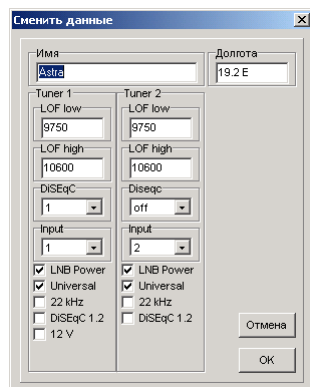 Сменить данные
Имя
Astra
Долгота
19.2 E
Tuner 1
LOF low
9750
LOF high
10600
DiSEqC
1
Input
1
LNB Power
Universal
22 kHz
DiSEqC 1.2
12 V
Tuner 2
LOF low
9750
LOF high
10600
Diseqc
off
Input
2
LNB Power
Universal
22 kHz
DiSEqC 1.2
Отмена
OK